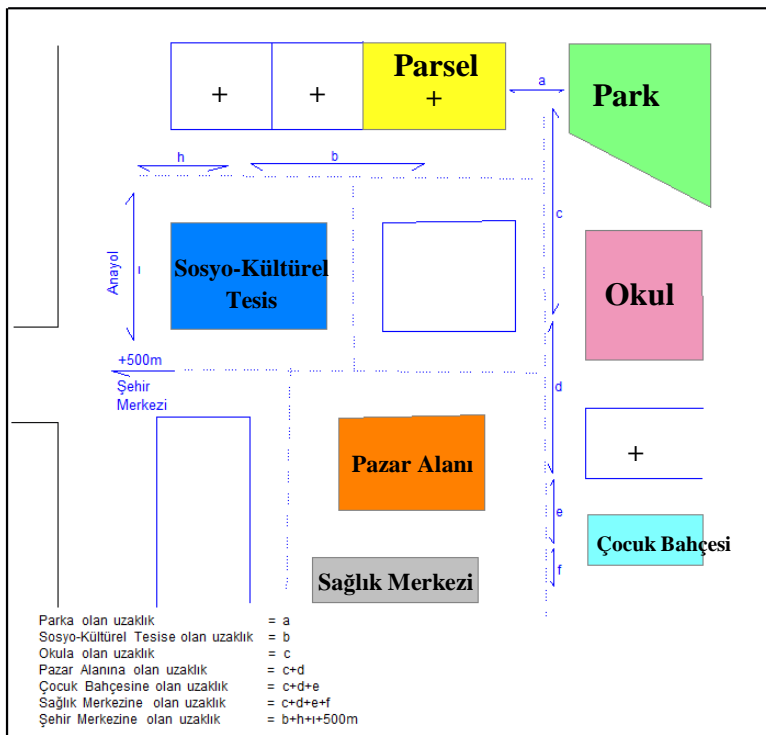 Parsel
+
+
+
a
Park
h
b
c
Anayol
ı
Sosyo-Kültürel
Tesis
Okul
+500m
Şehir
Merkezi
d
Pazar Alanı
+
e
Çocuk Bahçesi
f
Sağlık Merkezi
Parka olan uzaklık = a
Sosyo-Kültürel Tesise olan uzaklık = b
Okula olan uzaklık = c
Pazar Alanına olan uzaklık = c+d
Çocuk Bahçesine olan uzaklık = c+d+e
Sağlık Merkezine olan uzaklık = c+d+e+f
Şehir Merkezine olan uzaklık = b+h+ı+500m